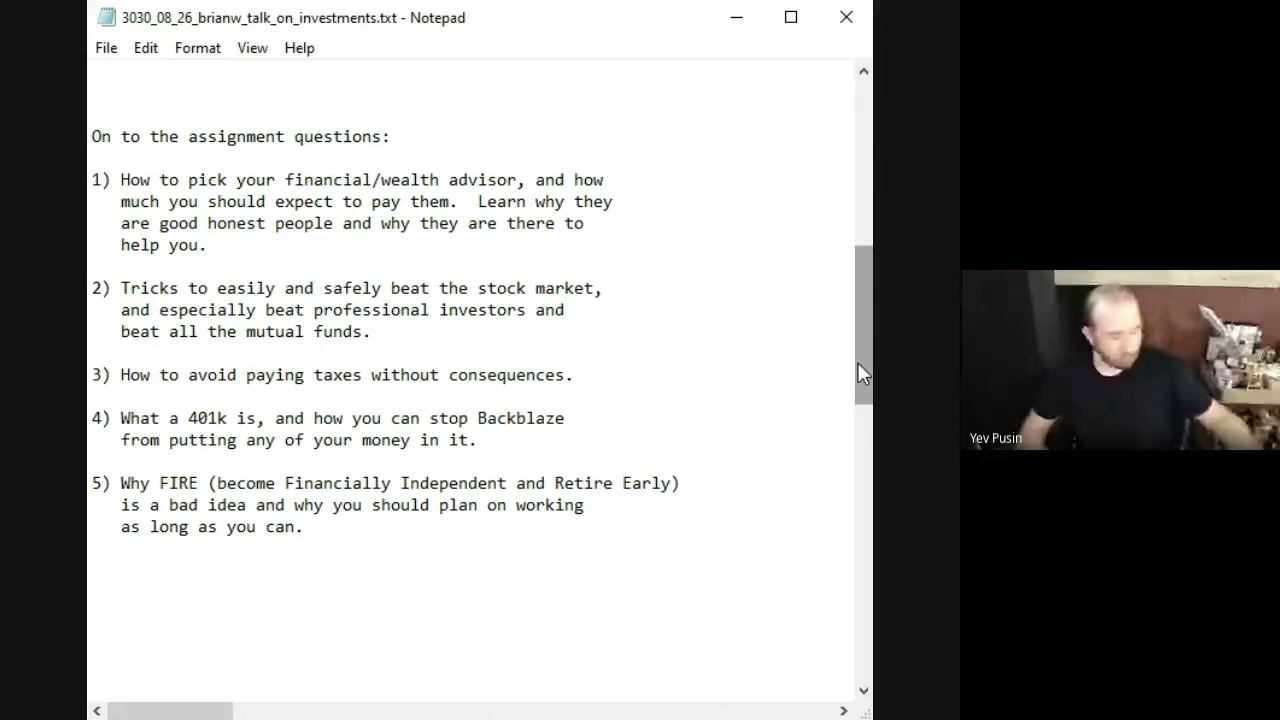 3030_08_26_brianw_talk_on_investments.txt - Notepad
File Edit Format View Help
On to the assignment questions:
1) How to pick your financial/wealth advisor, and how
much you should expect to pay them. Learn why they
are good honest people and why they are there to
help you.
2) Tricks to easily and safely beat the stock market,
and especially beat professional investors and
beat all the mutual funds.
3) How to avoid paying taxes without consequences.
4) What a 401k is, and how you can stop Backblaze
from putting any of your money in it.
5) Why FIRE (become Financially Independent and Retire Early)
is a bad idea and why you should plan on working
as long as you can.
Yev Pusin